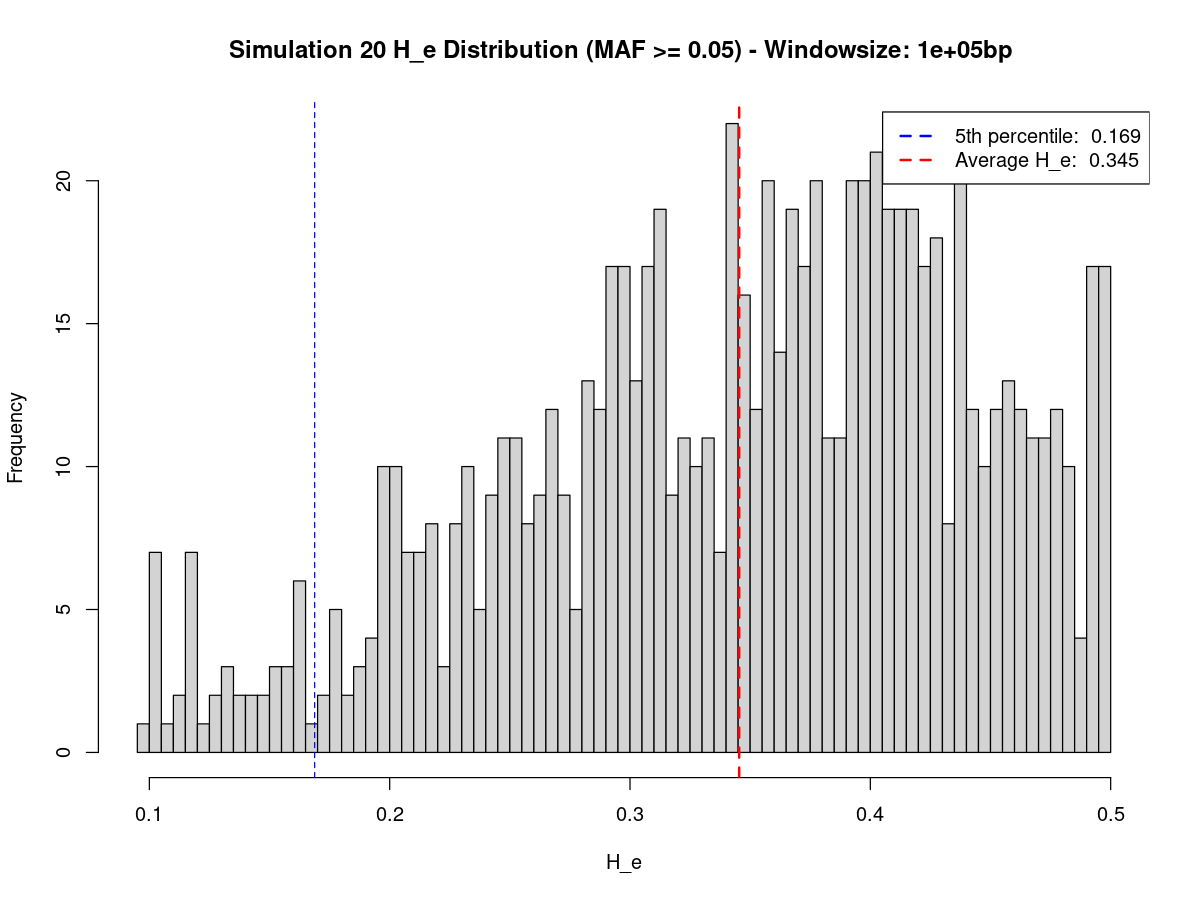 Simulation 20 H_e Distribution (MAF >= 0.05) - Windowsize: 1e+05bp
5th percentile: 0.169
Average H_e: 0.345
Frequency
20
15
10
5
0
0.1 0.2 0.3 0.4 0.5
H_e